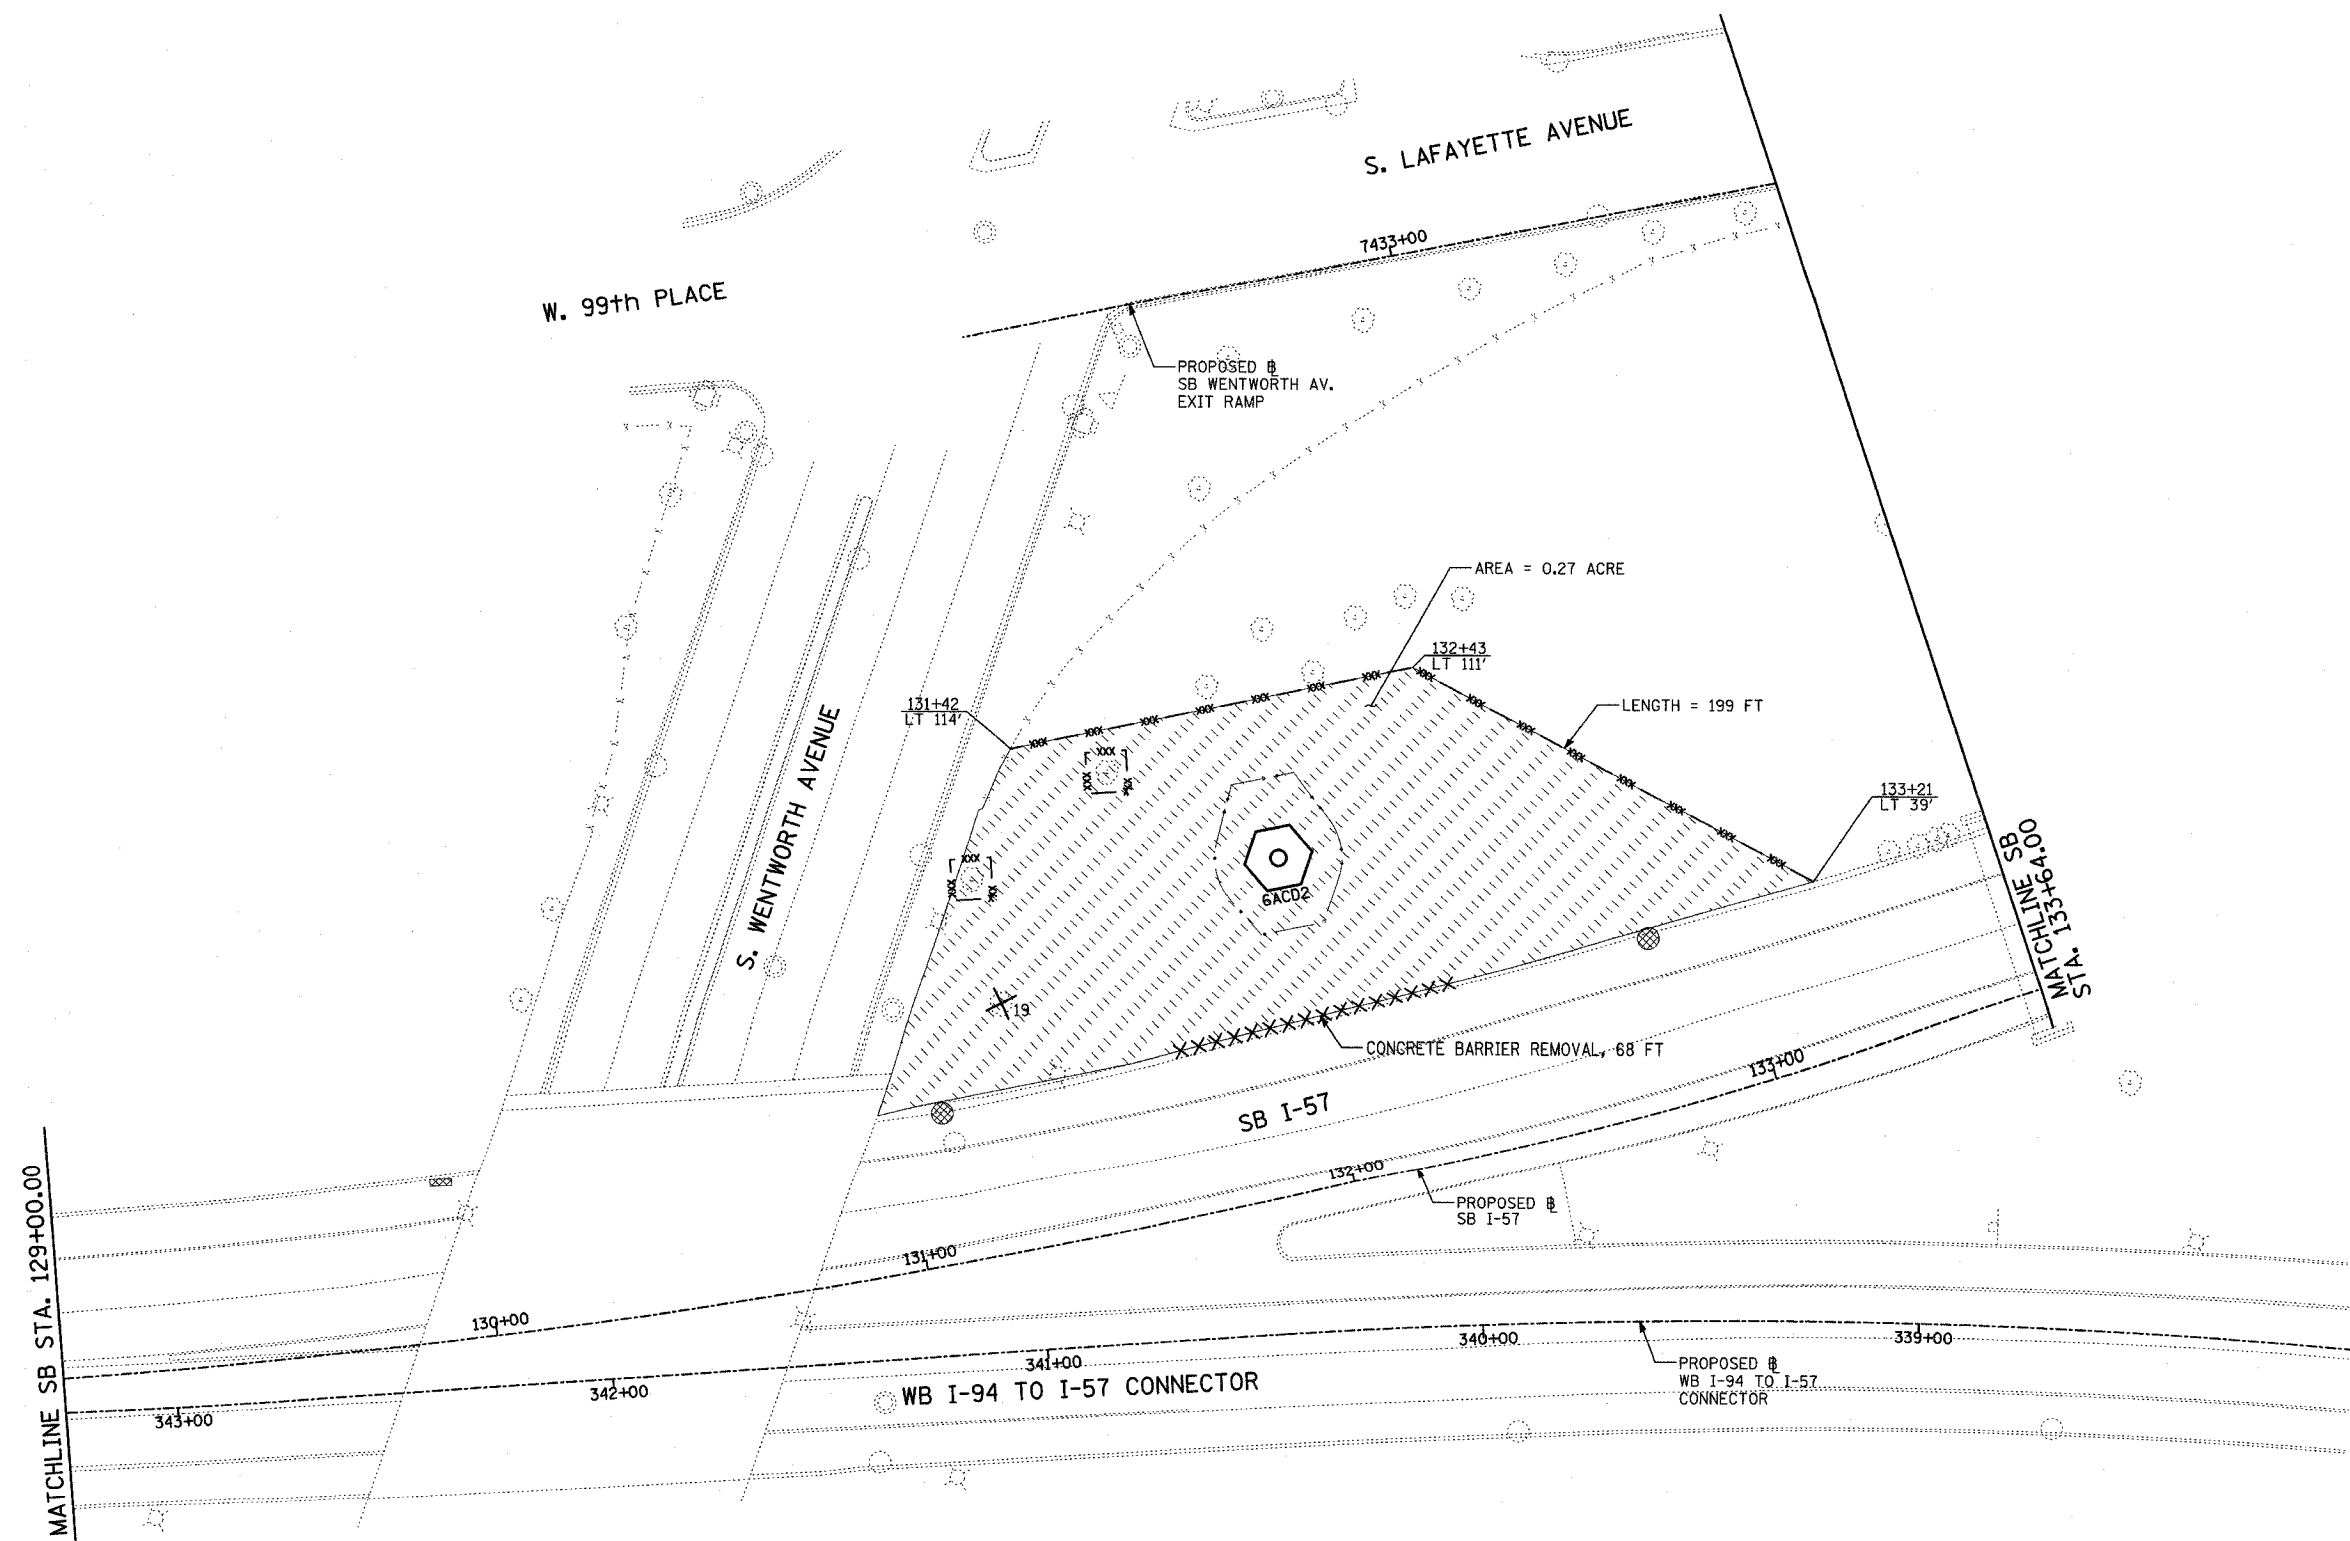 S. LAFAYETTE AVENUE
7433+00
W. 99th PLACE
PROPOSED BL
SB WENTWORTH AV.
EXIT RAMP
AREA = 0.27 ACRE
132+43
LT 111'
131+42
LT 114'
LENGTH = 199 FT
S. WENTWORTH AVENUE
133+21
LT 39'
MATCHLINE SB
STA. 133+64.00
6ACD2
19
CONCRETE BARRIER REMOVAL, 68 FT
133+00
SB I-57
132+00
PROPOSED BL
SB I-57
131+00
130+00
MATCHLINE SB STA. 129+00.00
343+00
342+00
341+00
340+00
339+00
WB I-94 TO I-57 CONNECTOR
PROPOSED BL
WB I-94 TO I-57
CONNECTOR